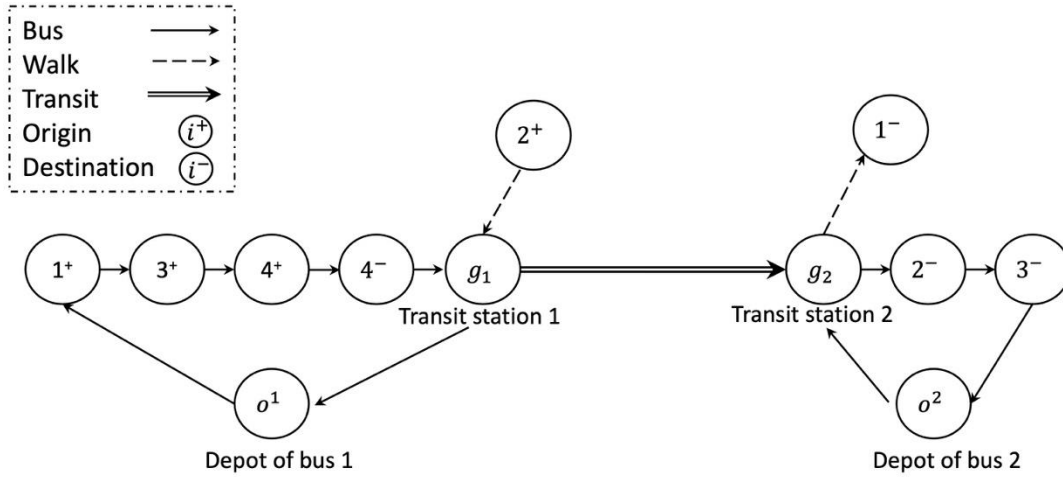 Bus
Walk
Transit
Origin i⁺
Destination i⁻
2⁺
1⁻
1⁺ 3⁺ 4⁺ 4⁻ g₁ g₂ 2⁻ 3⁻
Transit station 1 Transit station 2
o¹ o²
Depot of bus 1 Depot of bus 2